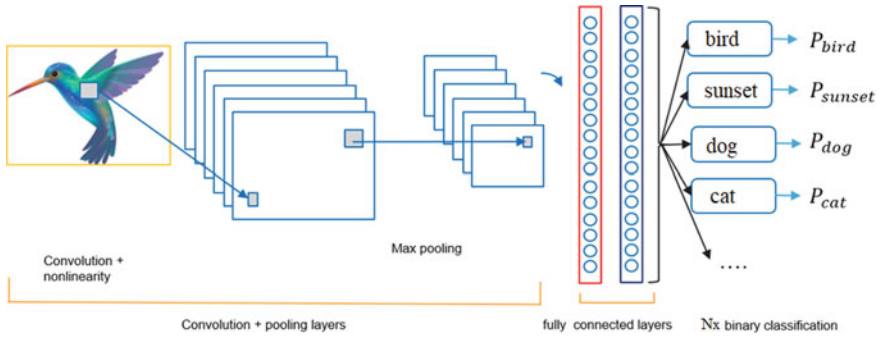 bird
P_bird
sunset
P_sunset
dog
P_dog
cat
P_cat
....
Max pooling
Convolution +
nonlinearity
Convolution + pooling layers
fully connected layers
Nx binary classification